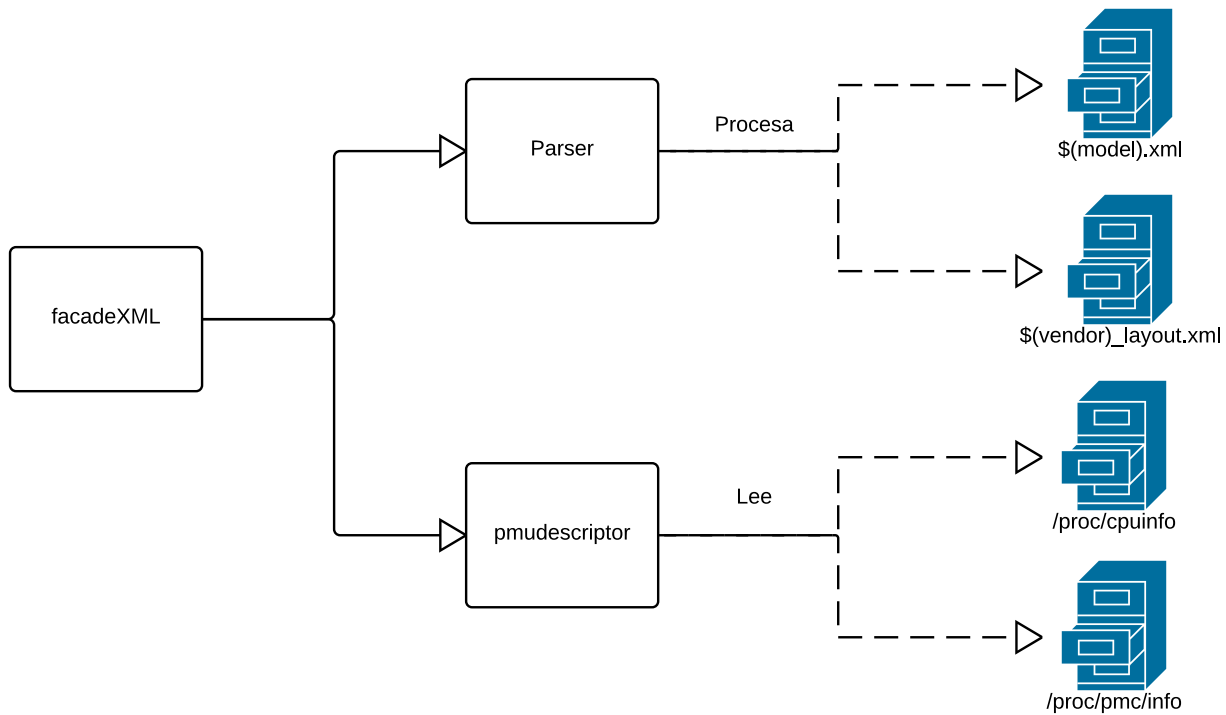 Parser
Procesa
$(model).xml
$(vendor)_layout.xml
facadeXML
pmudescriptor
Lee
/proc/cpuinfo
/proc/pmc/info